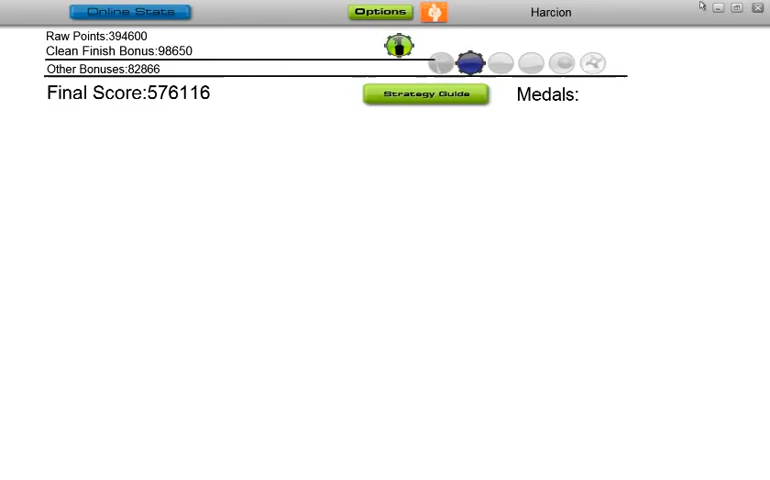 Online Stats
Options
Harcion
Raw Points:394600
Clean Finish Bonus:98650
Other Bonuses:82866
Final Score:576116
Strategy Guide
Medals: